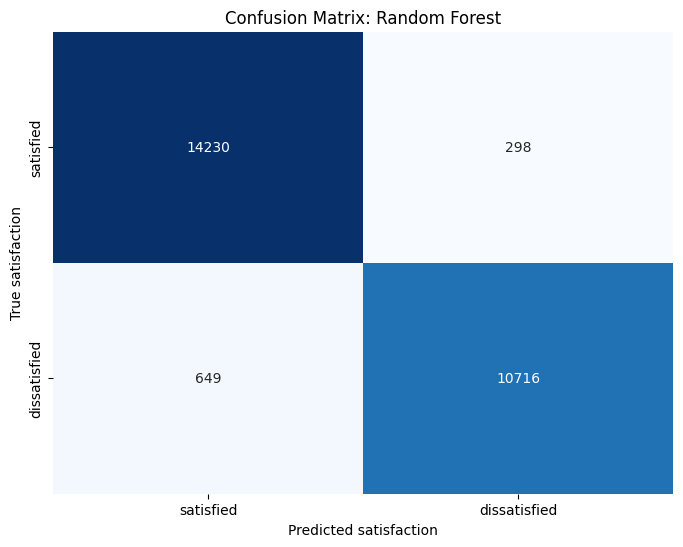 Confusion Matrix: Random Forest
satisfied
14230
298
True satisfaction
dissatisfied
649
10716
satisfied
dissatisfied
Predicted satisfaction